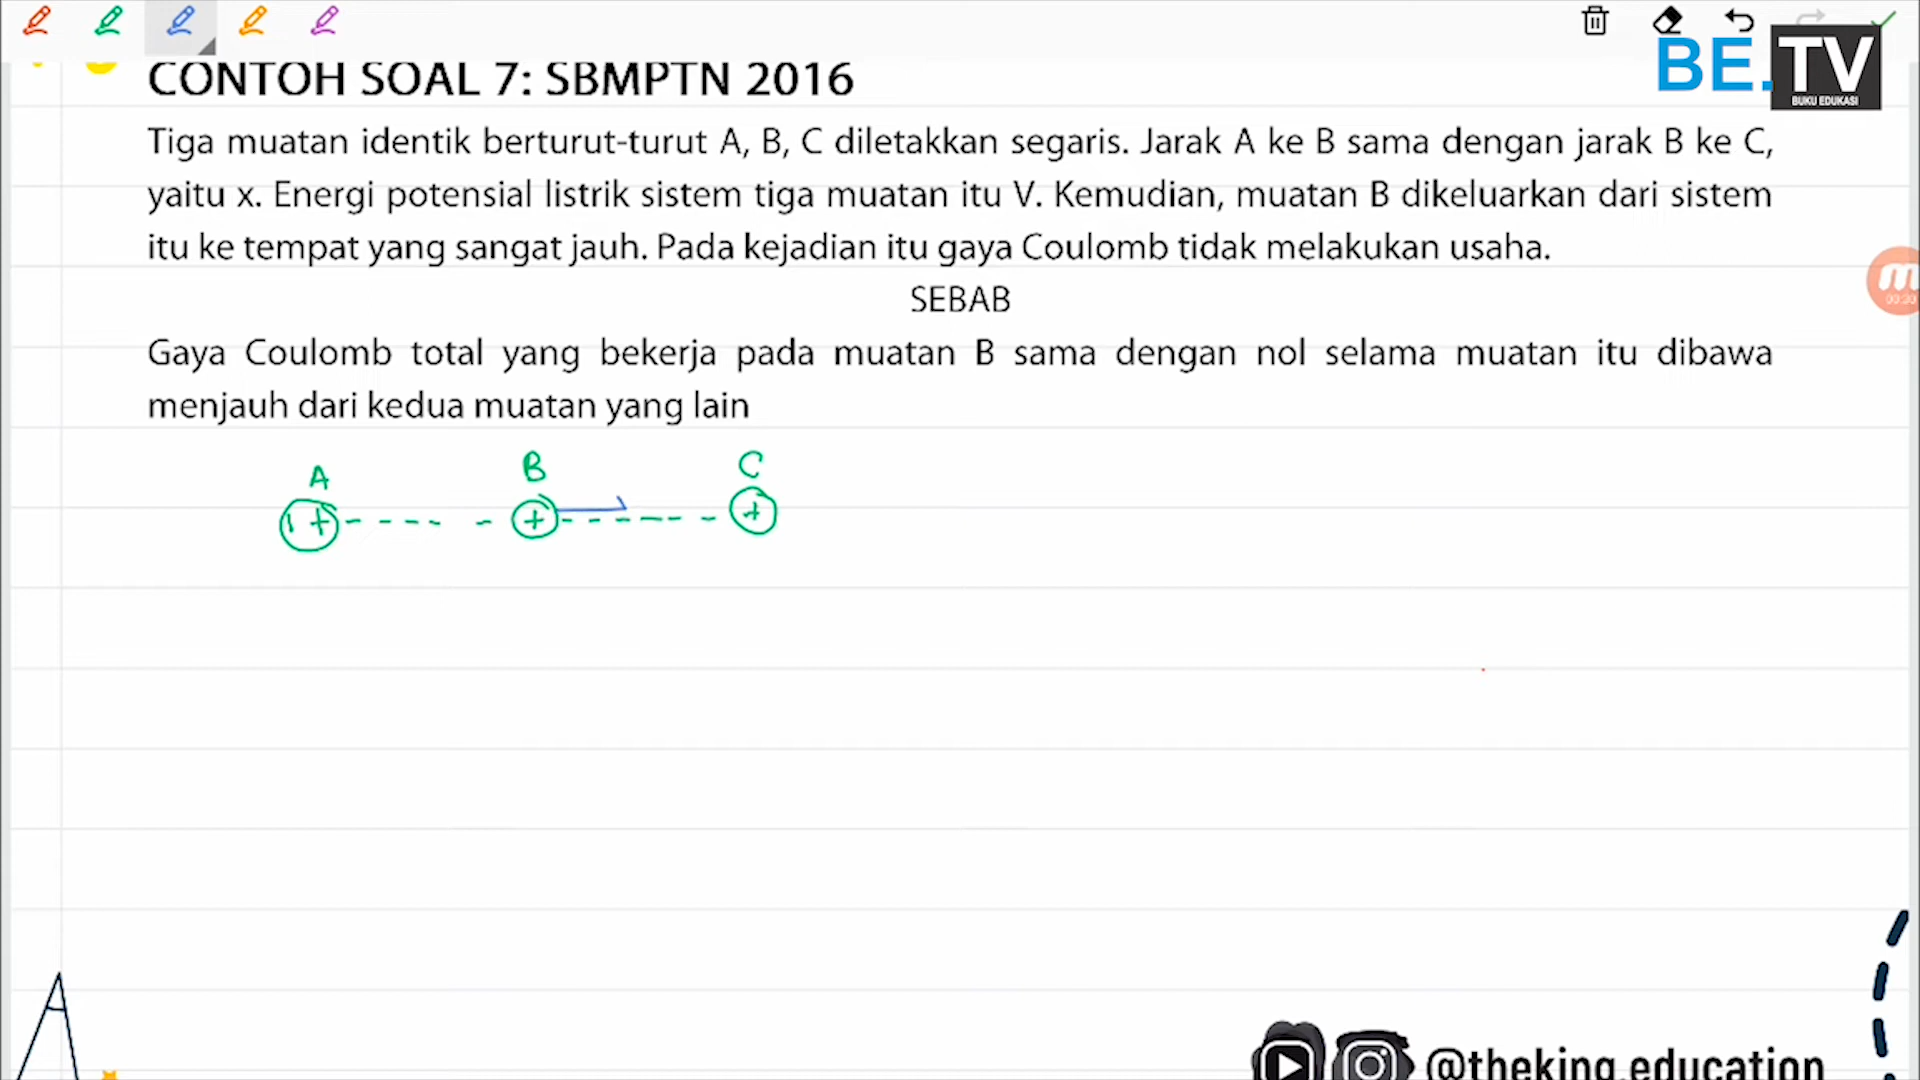 BE.TV
BUKU EDUKASI
CONTOH SOAL 7: SBMPTN 2016
Tiga muatan identik berturut-turut A, B, C diletakkan segaris. Jarak A ke B sama dengan jarak B ke C,
yaitu x. Energi potensial listrik sistem tiga muatan itu V. Kemudian, muatan B dikeluarkan dari sistem
itu ke tempat yang sangat jauh. Pada kejadian itu gaya Coulomb tidak melakukan usaha.
m
00:30
SEBAB
Gaya Coulomb total yang bekerja pada muatan B sama dengan nol selama muatan itu dibawa
menjauh dari kedua muatan yang lain
A B C
+ + +
A
@theking.education